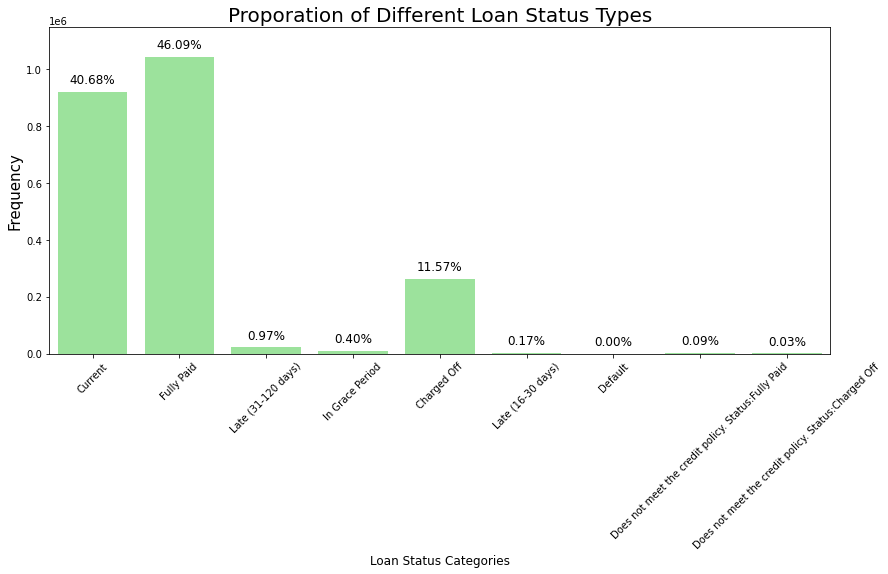 Proporation of Different Loan Status Types
1e6
46.09%
40.68%
11.57%
0.97%
0.40%
0.17%
0.00%
0.09%
0.03%
1.0
0.8
0.6
0.4
0.2
0.0
Frequency
Current
Fully Paid
Late (31-120 days)
In Grace Period
Charged Off
Late (16-30 days)
Default
Does not meet the credit policy. Status:Fully Paid
Does not meet the credit policy. Status:Charged Off
Loan Status Categories